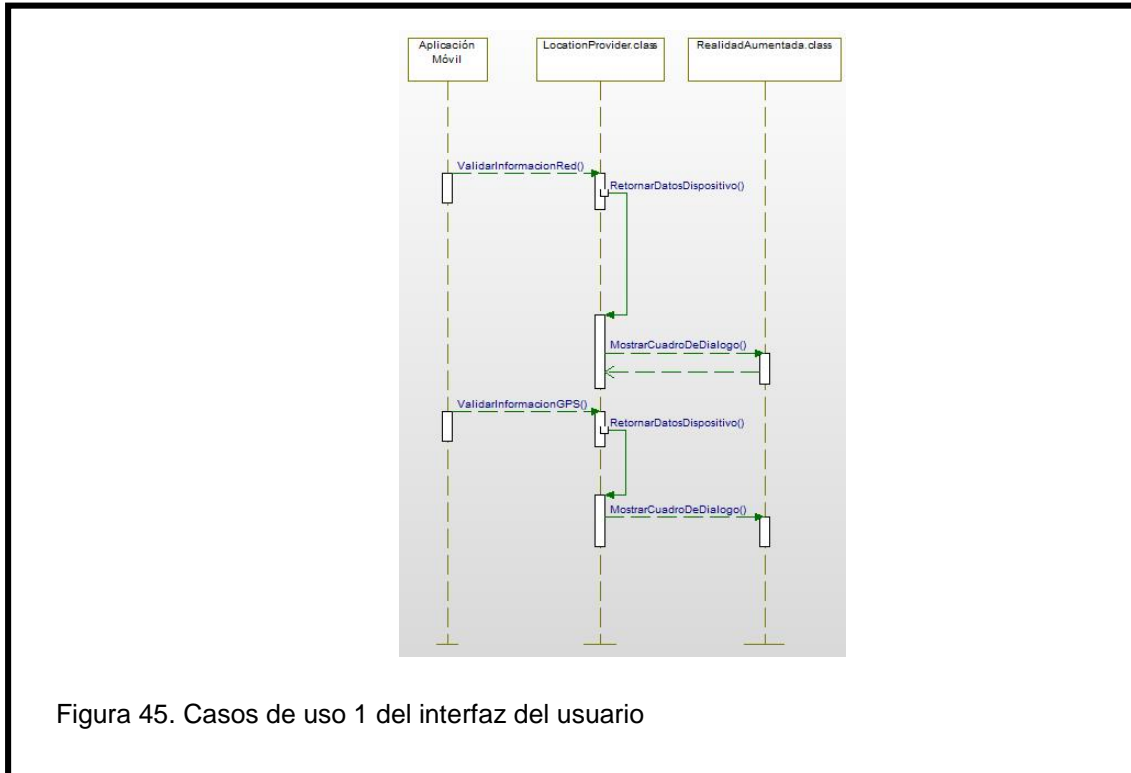 Aplicación
Móvil
LocationProvider.class
RealidadAumentada.class
ValidarInformacionRed()
RetornarDatosDispositivo()
MostrarCuadroDeDialogo()
ValidarInformacionGPS()
RetornarDatosDispositivo()
MostrarCuadroDeDialogo()
Figura 45. Casos de uso 1 del interfaz del usuario